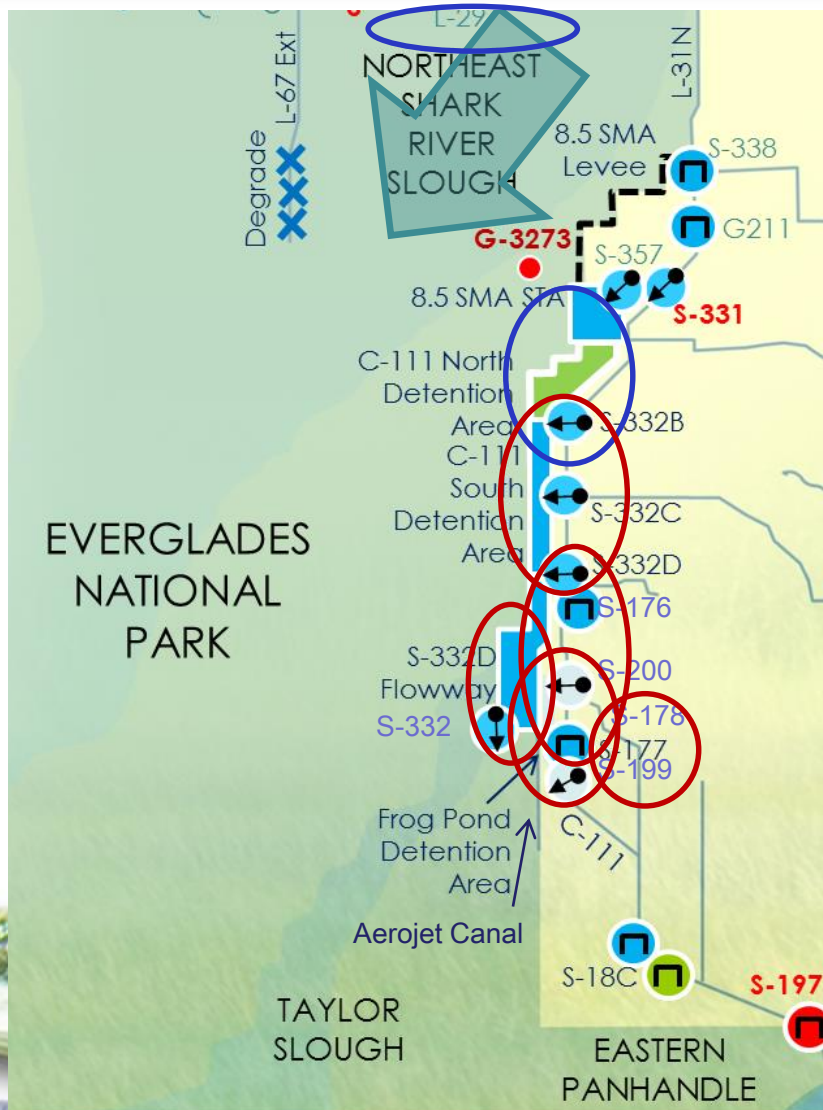 L-29
L-67 Ext
Degrade
NORTHEAST
SHARK
RIVER
SLOUGH
L-31N
8.5 SMA
Levee
S-338
G211
G-3273
S-357
8.5 SMA STA
S-331
C-111 North
Detention
Area
S-332B
C-111
South
Detention
Area
S-332C
S-332D
EVERGLADES
NATIONAL
PARK
S-176
S-332D
Flowway
S-200
S-178
S-332
S-177
S-199
Frog Pond
Detention
Area
C-111
Aerojet Canal
S-18C
S-197
TAYLOR
SLOUGH
EASTERN
PANHANDLE